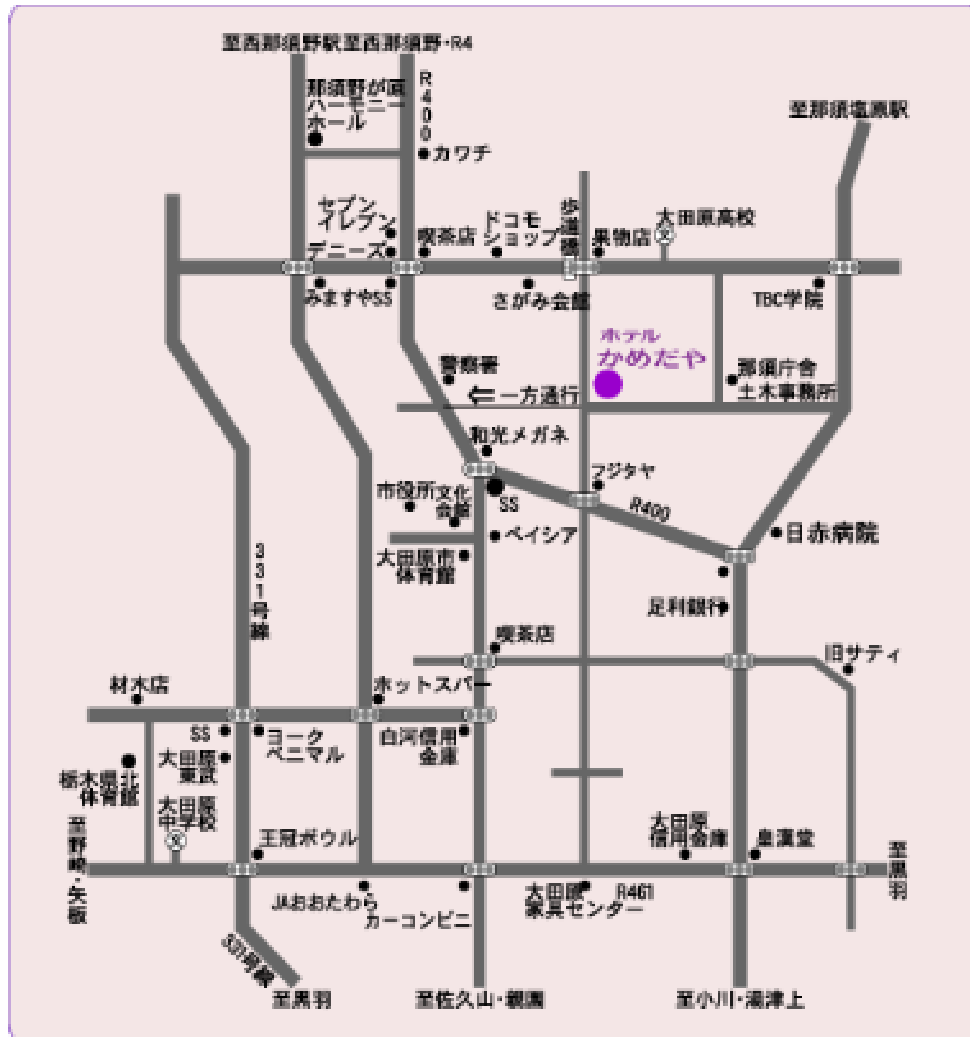 至西那須野駅
至西那須野・R4
那須野が原
ハーモニー
ホール
R400
カワチ
至那須塩原駅
セブン
イレブン
デニーズ
喫茶店
ドコモ
ショップ
歩道橋
果物店
大田原高校
みますやSS
さがみ会館
TBC学院
ホテル
かめだや
警察署
⇐一方通行
那須庁舎
土木事務所
和光メガネ
市役所
文化
会館
SS
フジタヤ
R400
ベイシア
日赤病院
大田原市
体育館
331号線
足利銀行
喫茶店
旧サティ
材木店
ホットスパー
SS
ヨーク
ベニマル
白河信用
金庫
大田原
東武
栃木県北
体育館
大田原
中学校
王冠ボウル
大田原
信用金庫
皇漢堂
至野崎・矢板
至黒羽
JAおおたわら
カーコンビニ
大田原
家具センター
R461
331号線
至黒羽
至佐久山・親園
至小川・湯津上